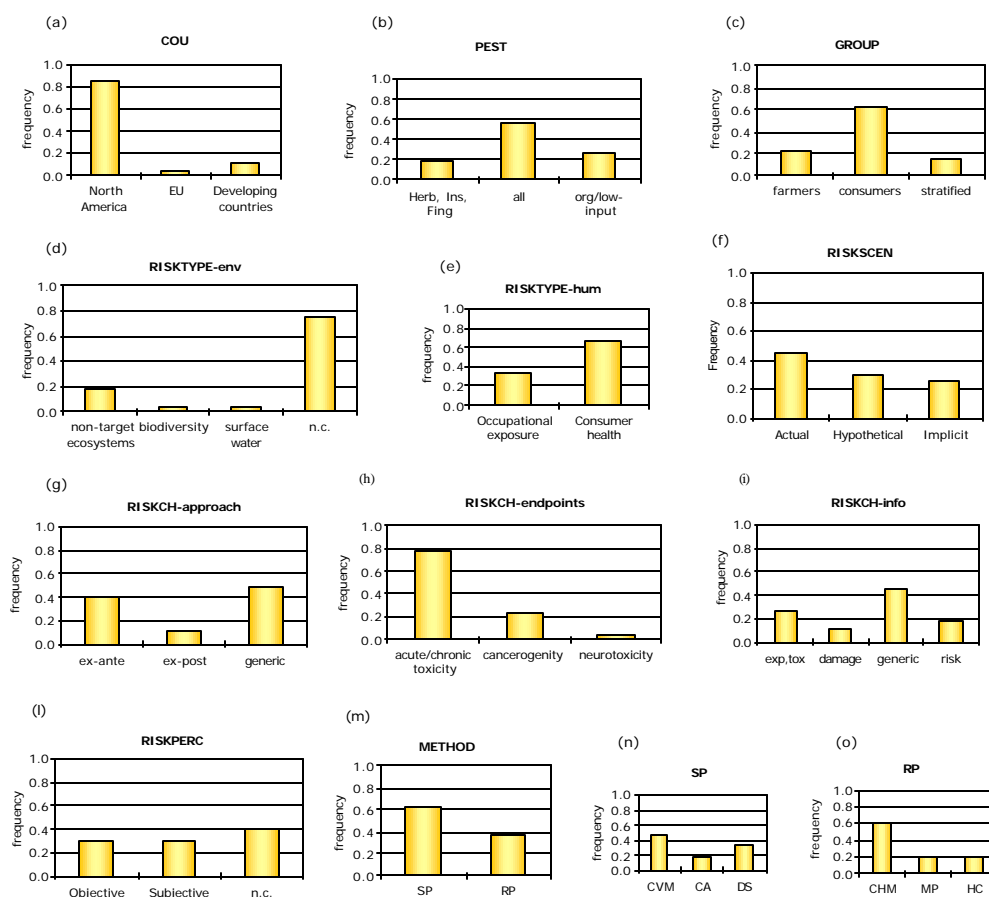 (a)
COU
frequency
1.0
0.8
0.6
0.4
0.2
0.0
North America
EU
Developing countries
(b)
PEST
frequency
1.0
0.8
0.6
0.4
0.2
0.0
Herb, Ins, Fing
all
org/low-input
(c)
GROUP
frequency
1.0
0.8
0.6
0.4
0.2
0.0
farmers
consumers
stratified
(d)
RISKTYPE-env
frequency
1.0
0.8
0.6
0.4
0.2
0.0
non-target ecosystems
biodiversity
surface water
n.c.
(e)
RISKTYPE-hum
frequency
1.0
0.8
0.6
0.4
0.2
0.0
Occupational exposure
Consumer health
(f)
RISKSCEN
Frequency
1.0
0.8
0.6
0.4
0.2
0.0
Actual
Hypothetical
Implicit
(g)
RISKCH-approach
frequency
1.0
0.8
0.6
0.4
0.2
0.0
ex-ante
ex-post
generic
(h)
RISKCH-endpoints
frequency
1.0
0.8
0.6
0.4
0.2
0.0
acute/chronic toxicity
cancerogenity
neurotoxicity
(i)
RISKCH-info
frequency
1.0
0.8
0.6
0.4
0.2
0.0
exp,tox
damage
generic
risk
(l)
RISKPERC
frequency
1.0
0.8
0.6
0.4
0.2
0.0
Objective
Subjective
n.c.
(m)
METHOD
frequency
1.0
0.8
0.6
0.4
0.2
0.0
SP
RP
(n)
SP
frequency
1.0
0.8
0.6
0.4
0.2
0.0
CVM
CA
DS
(o)
RP
frequency
1.0
0.8
0.6
0.4
0.2
0.0
CHM
MP
HC